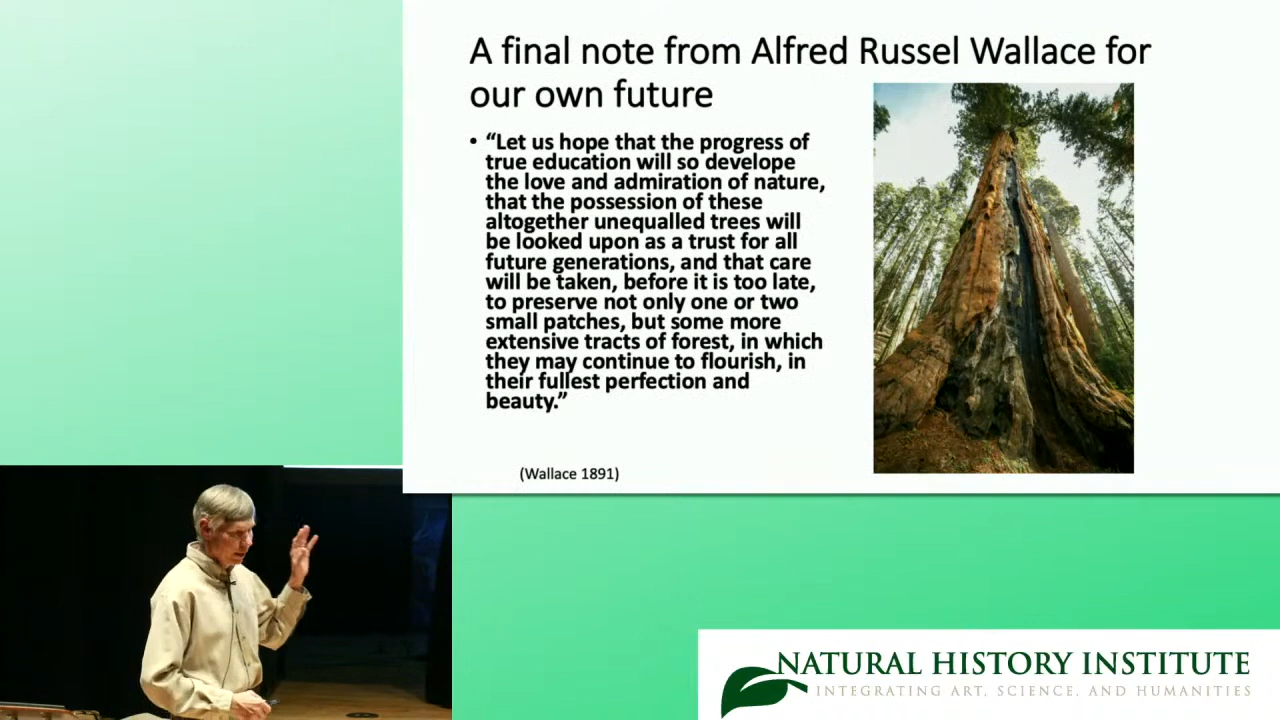 A final note from Alfred Russel Wallace for
our own future
• “Let us hope that the progress of
true education will so develope
the love and admiration of nature,
that the possession of these
altogether unequalled trees will
be looked upon as a trust for all
future generations, and that care
will be taken, before it is too late,
to preserve not only one or two
small patches, but some more
extensive tracts of forest, in which
they may continue to flourish, in
their fullest perfection and
beauty.”
(Wallace 1891)
NATURAL HISTORY INSTITUTE
INTEGRATING ART, SCIENCE, AND HUMANITIES